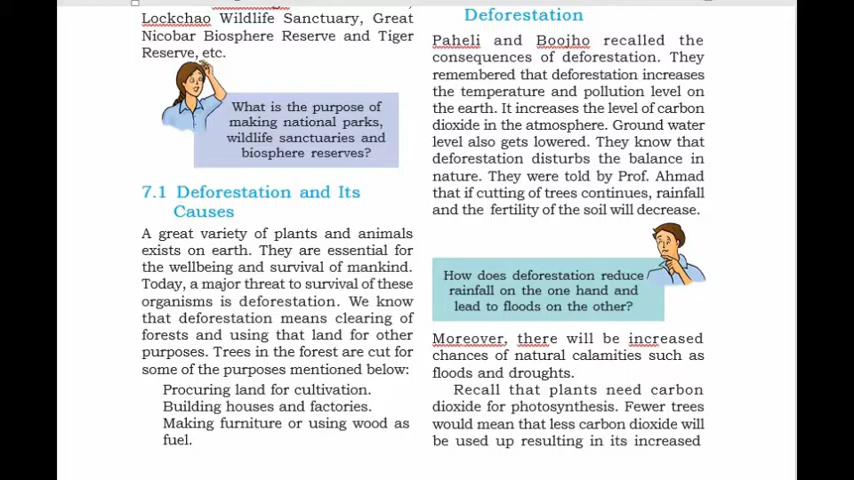 Lockchao Wildlife Sanctuary, Great
Nicobar Biosphere Reserve and Tiger
Reserve, etc.
What is the purpose of
making national parks,
wildlife sanctuaries and
biosphere reserves?
7.1 Deforestation and Its
Causes
A great variety of plants and animals
exists on earth. They are essential for
the wellbeing and survival of mankind.
Today, a major threat to survival of these
organisms is deforestation. We know
that deforestation means clearing of
forests and using that land for other
purposes. Trees in the forest are cut for
some of the purposes mentioned below:
Procuring land for cultivation.
Building houses and factories.
Making furniture or using wood as
fuel.
Deforestation
Paheli and Boojho recalled the
consequences of deforestation. They
remembered that deforestation increases
the temperature and pollution level on
the earth. It increases the level of carbon
dioxide in the atmosphere. Ground water
level also gets lowered. They know that
deforestation disturbs the balance in
nature. They were told by Prof. Ahmad
that if cutting of trees continues, rainfall
and the fertility of the soil will decrease.
How does deforestation reduce
rainfall on the one hand and
lead to floods on the other?
Moreover, there will be increased
chances of natural calamities such as
floods and droughts.
Recall that plants need carbon
dioxide for photosynthesis. Fewer trees
would mean that less carbon dioxide will
be used up resulting in its increased